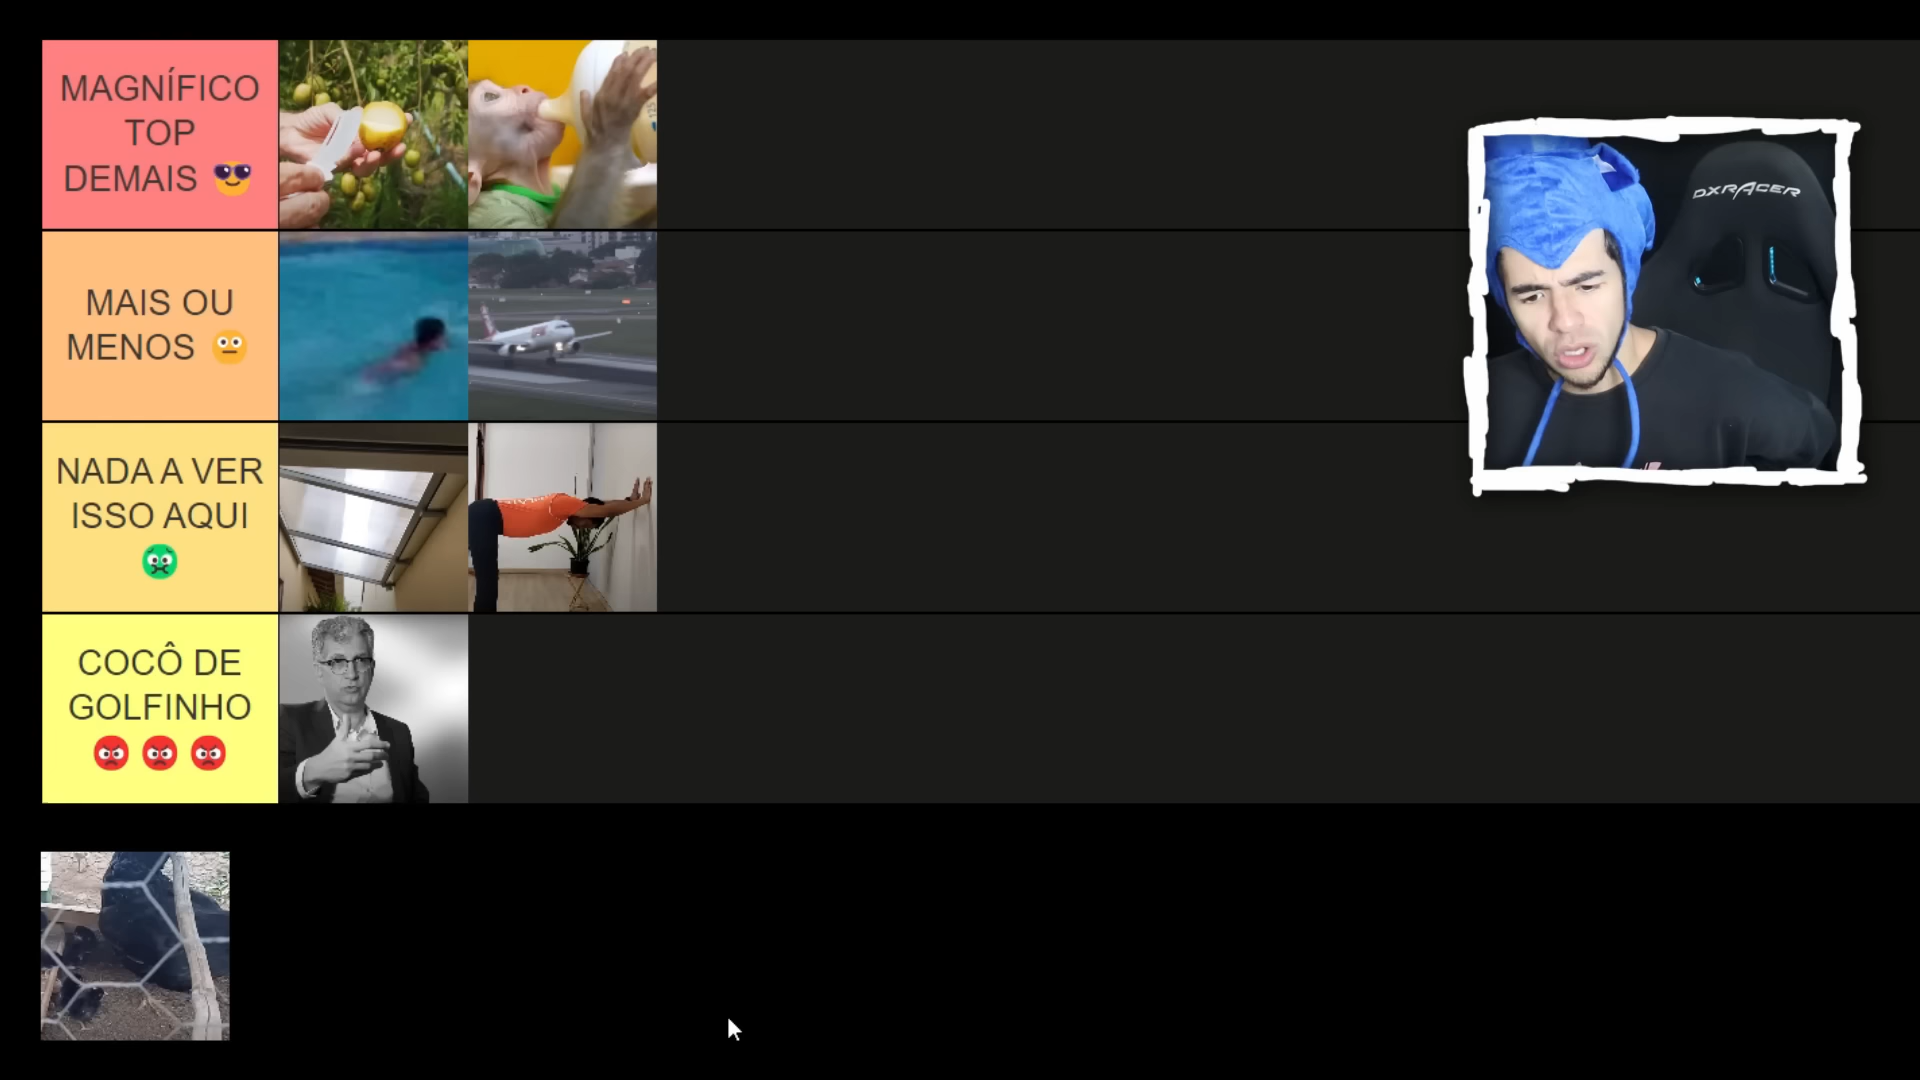 MAGNÍFICO
TOP
DEMAIS 😎
MAIS OU
MENOS 😐
NADA A VER
ISSO AQUI
🤢
COCÔ DE
GOLFINHO
😡 😡 😡
DXRACER